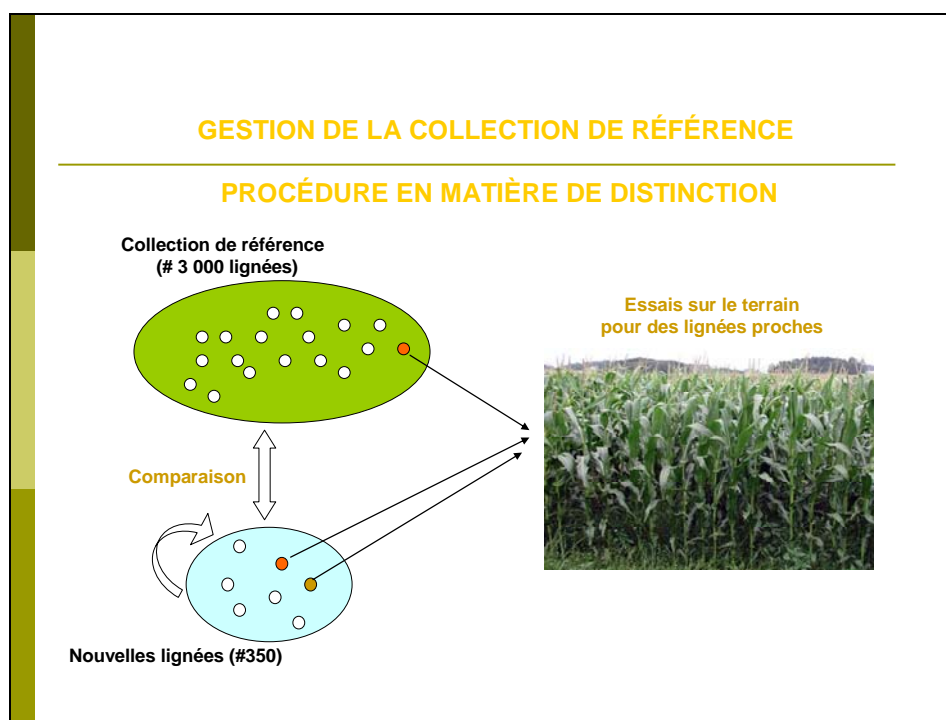 GESTION DE LA COLLECTION DE RÉFÉRENCE
PROCÉDURE EN MATIÈRE DE DISTINCTION
Collection de référence
(# 3 000 lignées)
Essais sur le terrain
pour des lignées proches
Comparaison
Nouvelles lignées (#350)